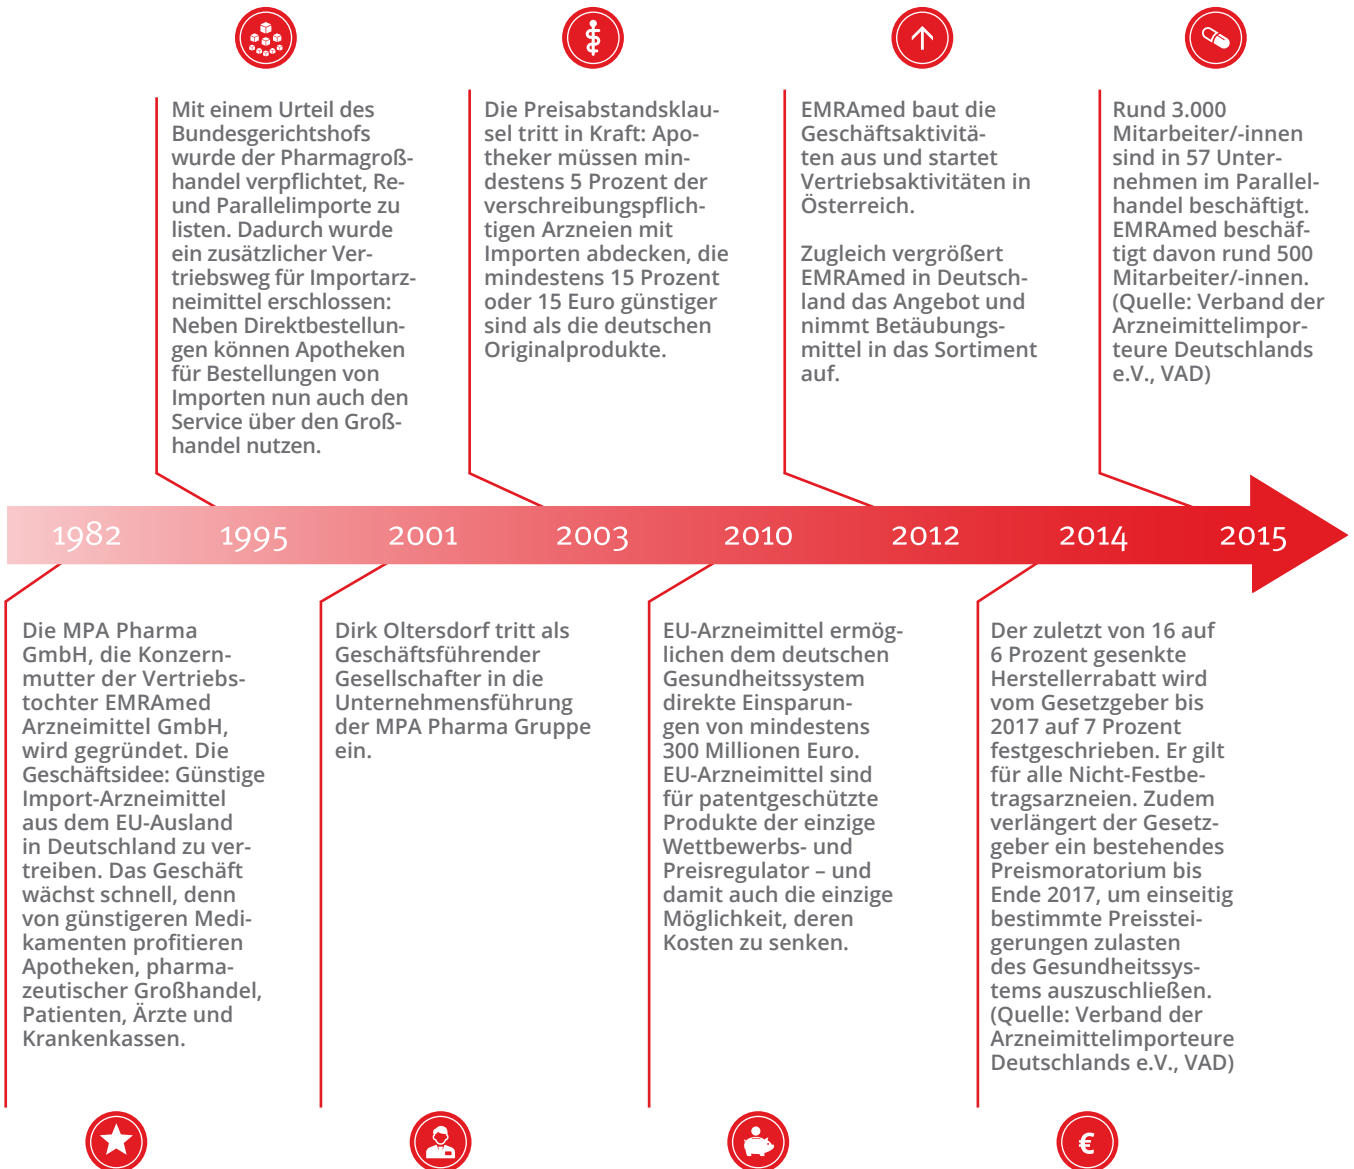 Mit einem Urteil des
Bundesgerichtshofs
wurde der Pharmagroß-
handel verpflichtet, Re-
und Parallelimporte zu
listen. Dadurch wurde
ein zusätzlicher Ver-
triebsweg für Importarz-
neimittel erschlossen:
Neben Direktbestellun-
gen können Apotheken
für Bestellungen von
Importen nun auch den
Service über den Groß-
handel nutzen.
Die Preisabstandsklau-
sel tritt in Kraft: Apo-
theker müssen min-
destens 5 Prozent der
verschreibungspflich-
tigen Arzneien mit
Importen abdecken, die
mindestens 15 Prozent
oder 15 Euro günstiger
sind als die deutschen
Originalprodukte.
EMRAmed baut die
Geschäftsaktivitä-
ten aus und startet
Vertriebsaktivitäten in
Österreich.
Zugleich vergrößert
EMRAmed in Deutsch-
land das Angebot und
nimmt Betäubungs-
mittel in das Sortiment
auf.
Rund 3.000
Mitarbeiter/-innen
sind in 57 Unter-
nehmen im Parallel-
handel beschäftigt.
EMRAmed beschäf-
tigt davon rund 500
Mitarbeiter/-innen.
(Quelle: Verband der
Arzneimittelimpor-
teure Deutschlands
e.V., VAD)
1982 1995 2001 2003 2010 2012 2014 2015
Die MPA Pharma
GmbH, die Konzern-
mutter der Vertriebs-
tochter EMRAmed
Arzneimittel GmbH,
wird gegründet. Die
Geschäftsidee: Günstige
Import-Arzneimittel
aus dem EU-Ausland
in Deutschland zu ver-
treiben. Das Geschäft
wächst schnell, denn
von günstigeren Medi-
kamenten profitieren
Apotheken, pharma-
zeutischer Großhandel,
Patienten, Ärzte und
Krankenkassen.
Dirk Oltersdorf tritt als
Geschäftsführender
Gesellschafter in die
Unternehmensführung
der MPA Pharma Gruppe
ein.
EU-Arzneimittel ermög-
lichen dem deutschen
Gesundheitssystem
direkte Einsparun-
gen von mindestens
300 Millionen Euro.
EU-Arzneimittel sind
für patentgeschützte
Produkte der einzige
Wettbewerbs- und
Preisregulator – und
damit auch die einzige
Möglichkeit, deren
Kosten zu senken.
Der zuletzt von 16 auf
6 Prozent gesenkte
Herstellerrabatt wird
vom Gesetzgeber bis
2017 auf 7 Prozent
festgeschrieben. Er gilt
für alle Nicht-Festbe-
tragsarzneien. Zudem
verlängert der Gesetz-
geber ein bestehendes
Preismoratorium bis
Ende 2017, um einseitig
bestimmte Preisstei-
gerungen zulasten
des Gesundheitssys-
tems auszuschließen.
(Quelle: Verband der
Arzneimittelimporteure
Deutschlands e.V., VAD)
€